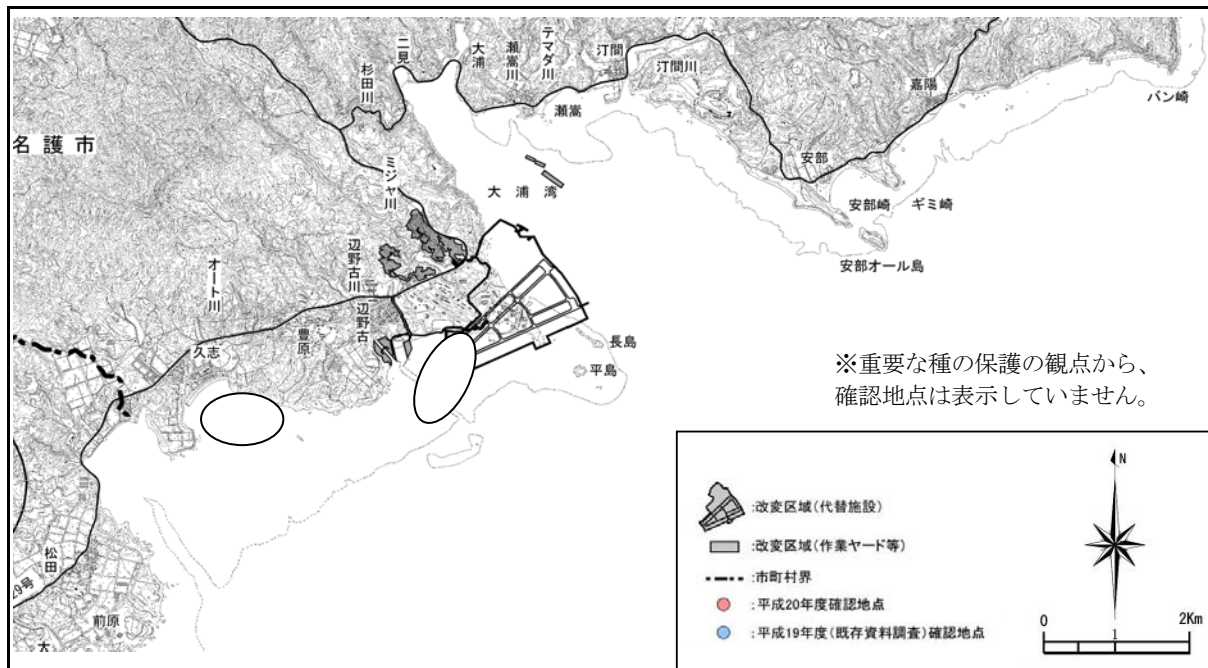 二見
杉田川
大浦
瀬嵩川
テマダ川
汀間
汀間川
瀬嵩
嘉陽
バン崎
名護市
ミジャ川
大浦湾
安部
安部崎
ギミ崎
安部オール島
辺野古川
辺野古
オート川
久志
豊原
長島
平島
※重要な種の保護の観点から、
確認地点は表示していません。
松田
29号
前原
大
N
:改変区域(代替施設)
:改変区域(作業ヤード等)
:市町村界
:平成20年度確認地点
:平成19年度(既存資料調査)確認地点
0 1 2Km